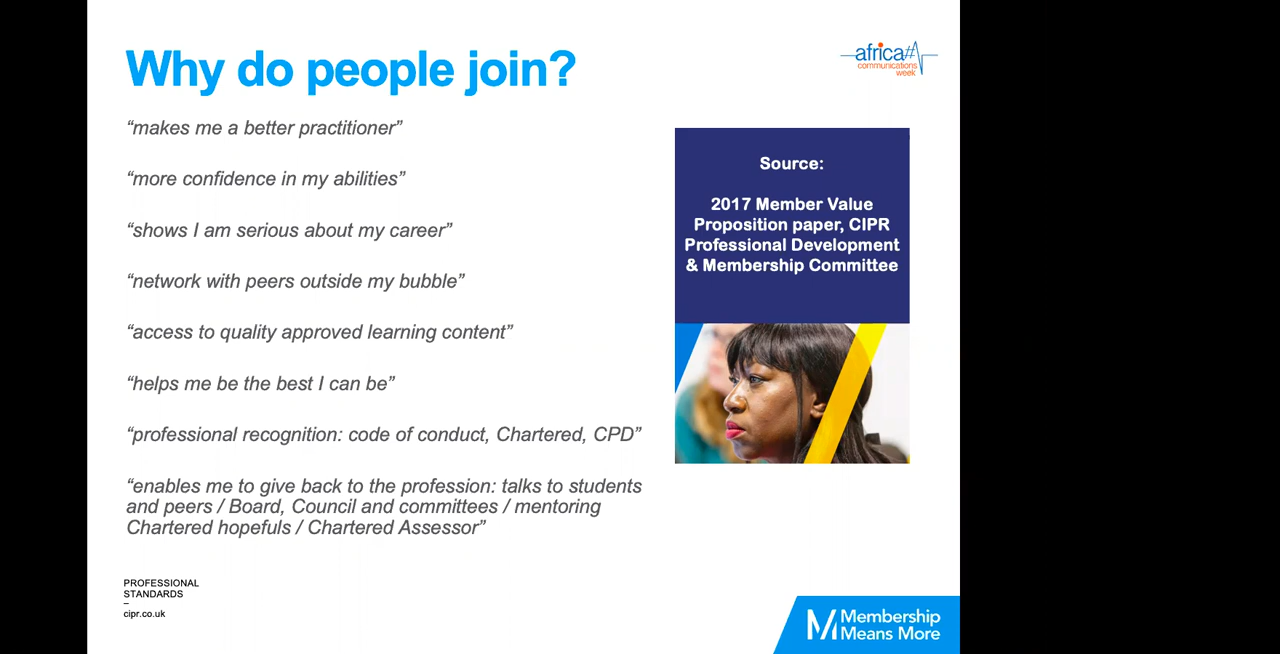 Why do people join?
africa#
communications
week
“makes me a better practitioner”
“more confidence in my abilities”
“shows I am serious about my career”
“network with peers outside my bubble”
“access to quality approved learning content”
“helps me be the best I can be”
“professional recognition: code of conduct, Chartered, CPD”
“enables me to give back to the profession: talks to students
and peers / Board, Council and committees / mentoring
Chartered hopefuls / Chartered Assessor”
Source:
2017 Member Value
Proposition paper, CIPR
Professional Development
& Membership Committee
PROFESSIONAL
STANDARDS
–
cipr.co.uk
Membership
Means More